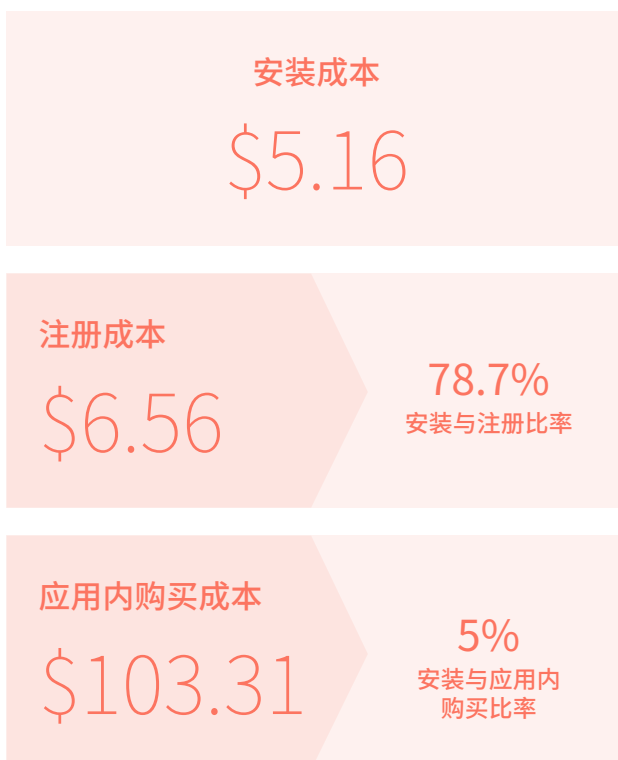 安装成本
$5.16
注册成本
$6.56
78.7%
安装与注册比率
应用内购买成本
$103.31
5%
安装与应用内
购买比率